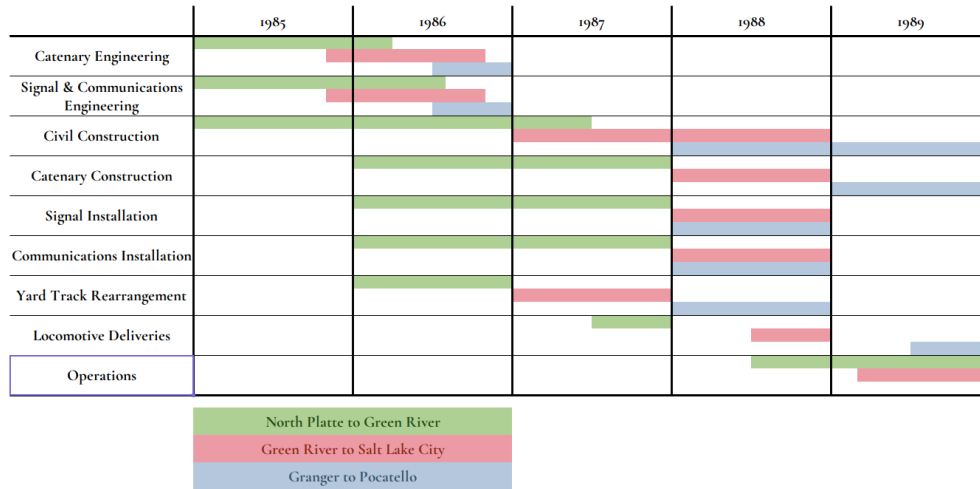 1985 1986 1987 1988 1989
Catenary Engineering
Signal & Communications
Engineering
Civil Construction
Catenary Construction
Signal Installation
Communications Installation
Yard Track Rearrangement
Locomotive Deliveries
Operations
North Platte to Green River
Green River to Salt Lake City
Granger to Pocatello